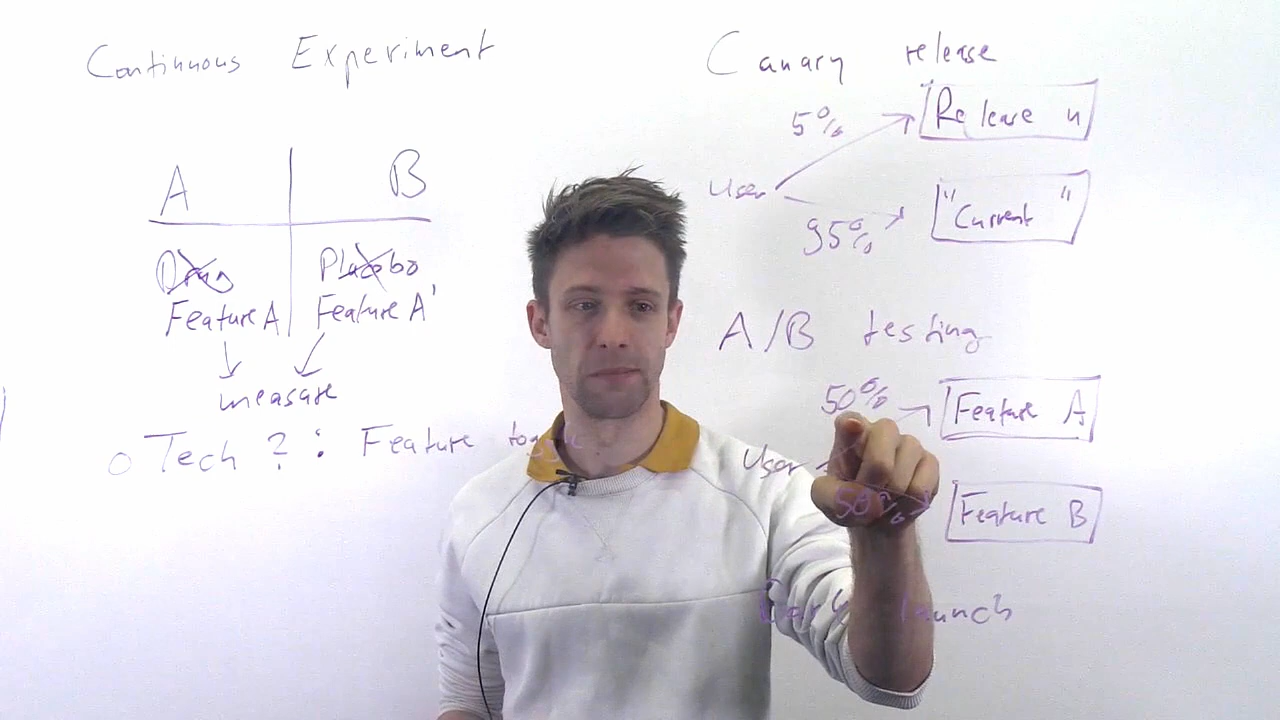 Continuous Experiment
A B
Drug Placebo
Feature A Feature A'
measure
o Tech ? : Feature toggle
Canary release
5% Release n
User
95% "Current"
A/B testing
50% Feature A
User
50% Feature B
Dark launch